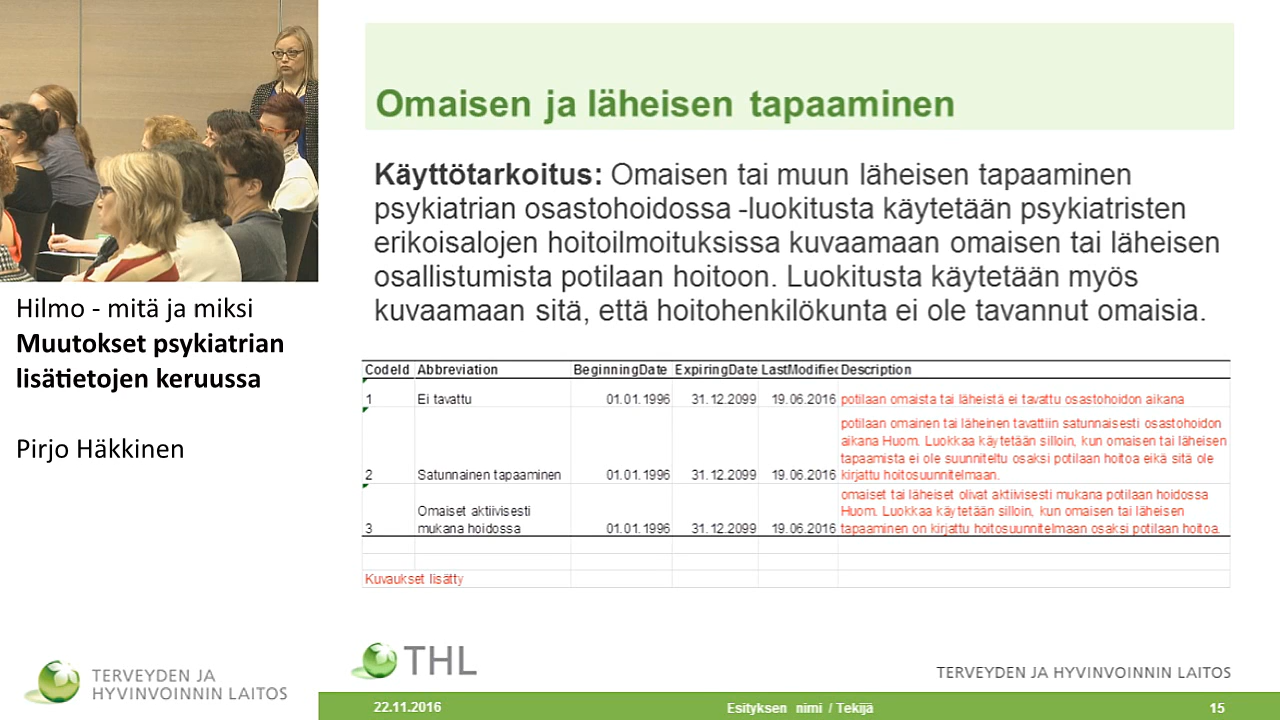 Hilmo - mitä ja miksi
Muutokset psykiatrian
lisätietojen keruussa
Pirjo Häkkinen
TERVEYDEN JA
HYVINVOINNIN LAITOS
Omaisen ja läheisen tapaaminen
Käyttötarkoitus: Omaisen tai muun läheisen tapaaminen
psykiatrian osastohoidossa -luokitusta käytetään psykiatristen
erikoisalojen hoitoilmoituksissa kuvaamaan omaisen tai läheisen
osallistumista potilaan hoitoon. Luokitusta käytetään myös
kuvaamaan sitä, että hoitohenkilökunta ei ole tavannut omaisia.
CodeId Abbreviation BeginningDate ExpiringDate LastModified Description
1 Ei tavattu 01.01.1996 31.12.2099 19.06.2016 potilaan omaista tai läheistä ei tavattu osastohoidon aikana
potilaan omainen tai läheinen tavattiin satunnaisesti osastohoidon
aikana Huom. Luokkaa käytetään silloin, kun omaisen tai läheisen
tapaamista ei ole suunniteltu osaksi potilaan hoitoa eikä sitä ole
2 Satunnainen tapaaminen 01.01.1996 31.12.2099 19.06.2016 kirjattu hoitosuunnitelmaan.
omaiset tai läheiset olivat aktiivisesti mukana potilaan hoidossa
Omaiset aktiivisesti Huom. Luokkaa käytetään silloin, kun omaisen tai läheisen
3 mukana hoidossa 01.01.1996 31.12.2099 19.06.2016 tapaaminen on kirjattu hoitosuunnitelmaan osaksi potilaan hoitoa.
Kuvaukset lisätty
THL
TERVEYDEN JA HYVINVOINNIN LAITOS
22.11.2016 Esityksen nimi / Tekijä 15